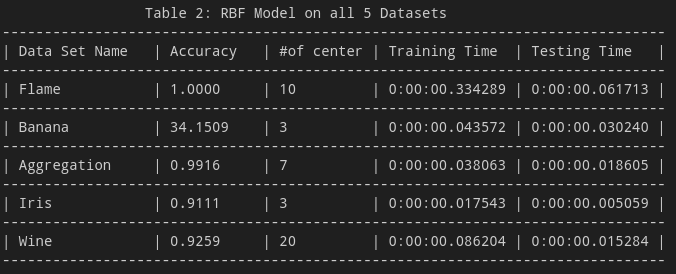 Table 2: RBF Model on all 5 Datasets
--------------------------------------------------------------------------------
| Data Set Name   | Accuracy   | #of center | Training Time  | Testing Time   |
--------------------------------------------------------------------------------
| Flame           | 1.0000     | 10         | 0:00:00.334289 | 0:00:00.061713 |
--------------------------------------------------------------------------------
| Banana          | 34.1509    | 3          | 0:00:00.043572 | 0:00:00.030240 |
--------------------------------------------------------------------------------
| Aggregation     | 0.9916     | 7          | 0:00:00.038063 | 0:00:00.018605 |
--------------------------------------------------------------------------------
| Iris            | 0.9111     | 3          | 0:00:00.017543 | 0:00:00.005059 |
--------------------------------------------------------------------------------
| Wine            | 0.9259     | 20         | 0:00:00.086204 | 0:00:00.015284 |
--------------------------------------------------------------------------------